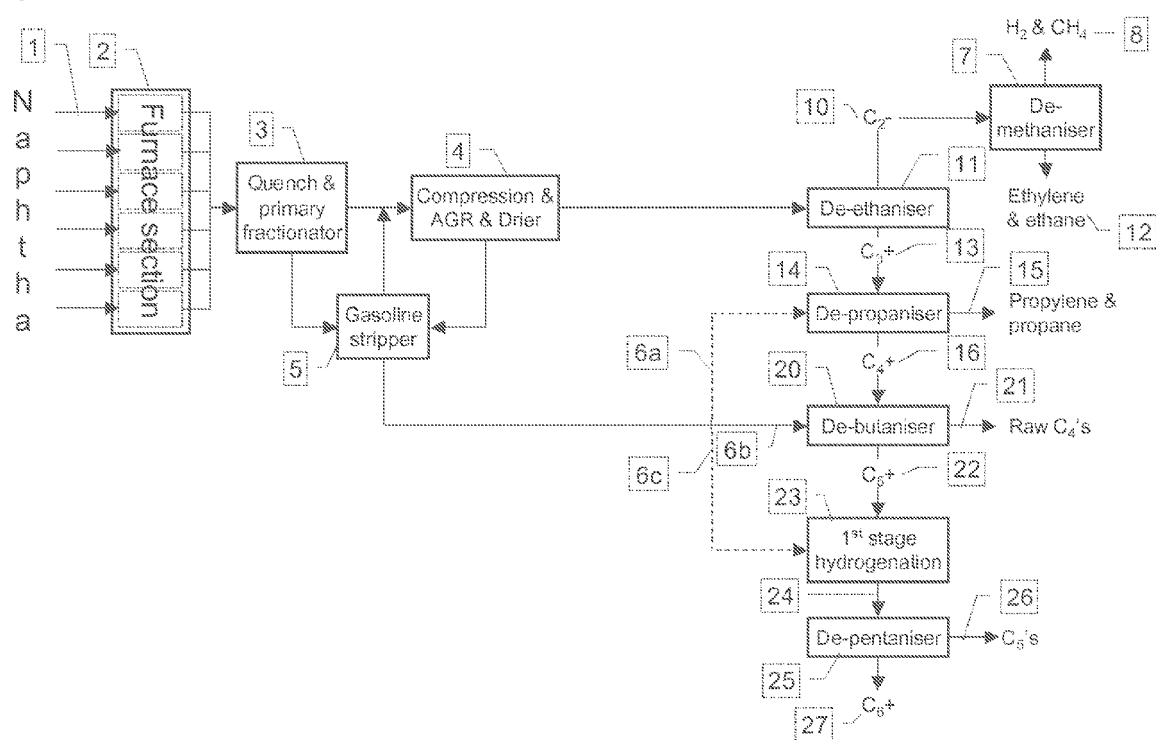 1
2
3
4
5
6a
6b
6c
7
8
10
11
12
13
14
15
16
20
21
22
23
24
25
26
27
Naphtha
Furnace section
Quench &
primary
fractionator
Compression &
AGR & Drier
Gasoline
stripper
H2 & CH4
De-
methaniser
C2-
Ethylene
& ethane
De-ethaniser
C3+
De-propaniser
Propylene &
propane
C4+
De-butaniser
Raw C4's
C5+
1st stage
hydrogenation
De-pentaniser
C5's
C6+